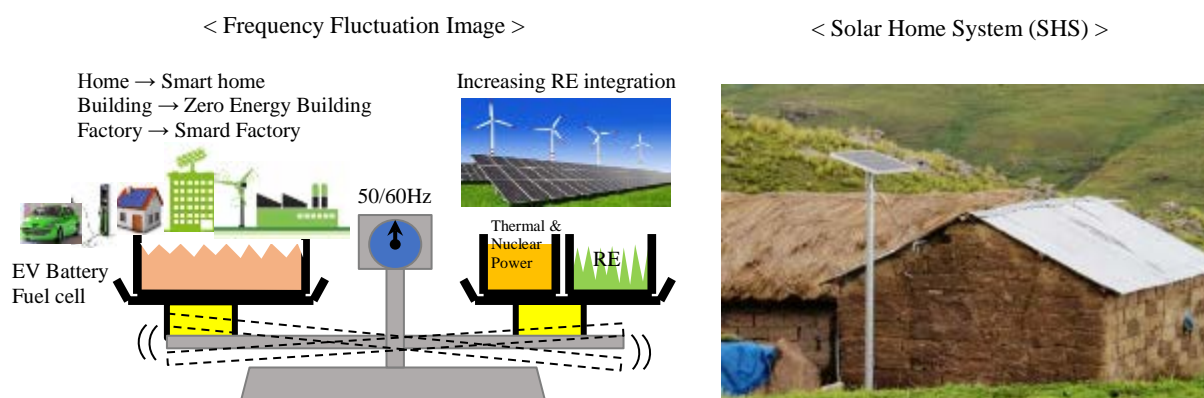 < Frequency Fluctuation Image >
< Solar Home System (SHS) >
Home → Smart home
Building → Zero Energy Building
Factory → Smard Factory
Increasing RE integration
50/60Hz
Thermal &
Nuclear
Power
RE
EV Battery
Fuel cell